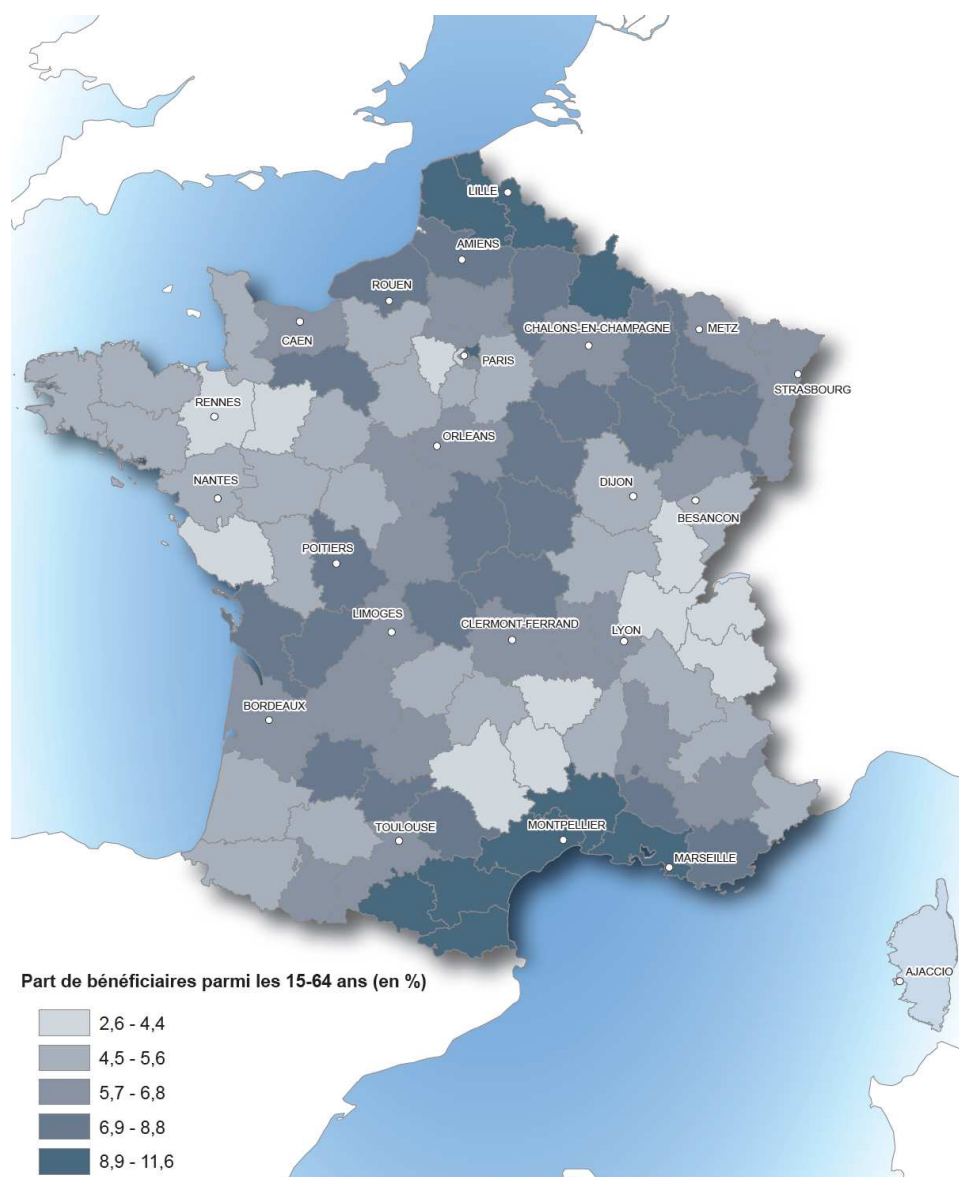 LILLE
AMIENS
ROUEN
CAEN
CHALONS-EN-CHAMPAGNE
METZ
PARIS
STRASBOURG
RENNES
ORLEANS
NANTES
DIJON
BESANCON
POITIERS
LIMOGES
CLERMONT-FERRAND
LYON
BORDEAUX
TOULOUSE
MONTPELLIER
MARSEILLE
AJACCIO
Part de bénéficiaires parmi les 15-64 ans (en %)
2,6 - 4,4
4,5 - 5,6
5,7 - 6,8
6,9 - 8,8
8,9 - 11,6